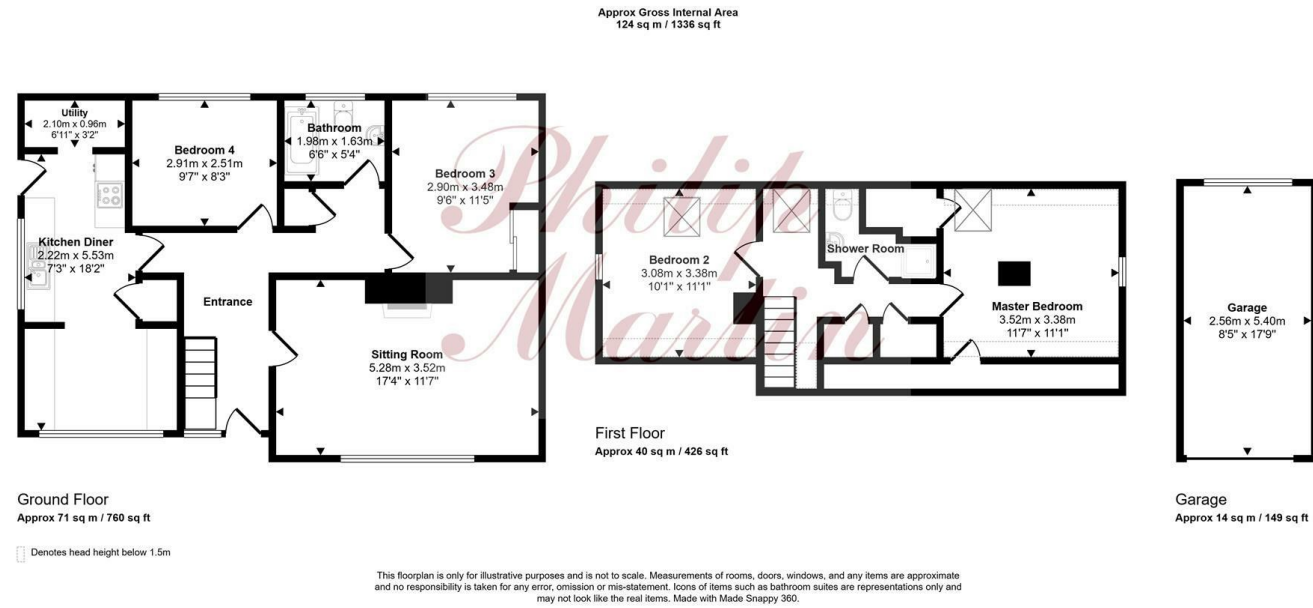 Approx Gross Internal Area
124 sq m / 1336 sq ft
Utility
2.10m x 0.96m
6'11" x 3'2"
Bedroom 4
2.91m x 2.51m
9'7" x 8'3"
Bathroom
1.98m x 1.63m
6'6" x 5'4"
Bedroom 3
2.90m x 3.48m
9'6" x 11'5"
Kitchen Diner
2.22m x 5.53m
7'3" x 18'2"
Entrance
Sitting Room
5.28m x 3.52m
17'4" x 11'7"
Ground Floor
Approx 71 sq m / 760 sq ft
Denotes head height below 1.5m
Philip
Martin
Bedroom 2
3.08m x 3.38m
10'1" x 11'1"
Shower Room
Master Bedroom
3.52m x 3.38m
11'7" x 11'1"
First Floor
Approx 40 sq m / 426 sq ft
Garage
2.56m x 5.40m
8'5" x 17'9"
Garage
Approx 14 sq m / 149 sq ft
This floorplan is only for illustrative purposes and is not to scale. Measurements of rooms, doors, windows, and any items are approximate
and no responsibility is taken for any error, omission or mis-statement. Icons of items such as bathroom suites are representations only and
may not look like the real items. Made with Made Snappy 360.